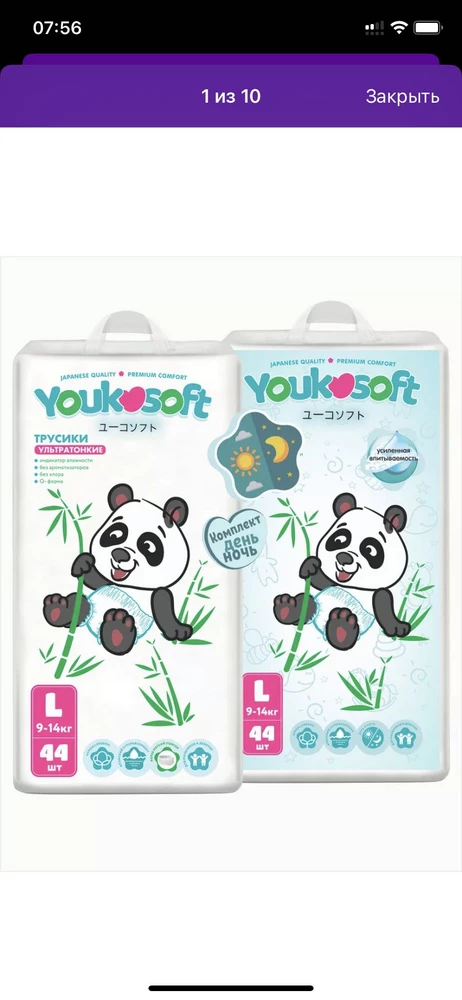 07:56
1 из 10
Закрыть
JAPANESE QUALITY PREMIUM COMFORT
Youkosoft
ユーコソフト
ТРУСИКИ
УЛЬТРАТОНКИЕ
индикатор влажности
без ароматизаторов
без хлора
Q-форма
L
9-14кг
44
шт
JAPANESE QUALITY PREMIUM COMFORT
Youkosoft
ユーコソフト
усиленная
впитываемость
Комплект
день
ночь
L
9-14кг
44
шт